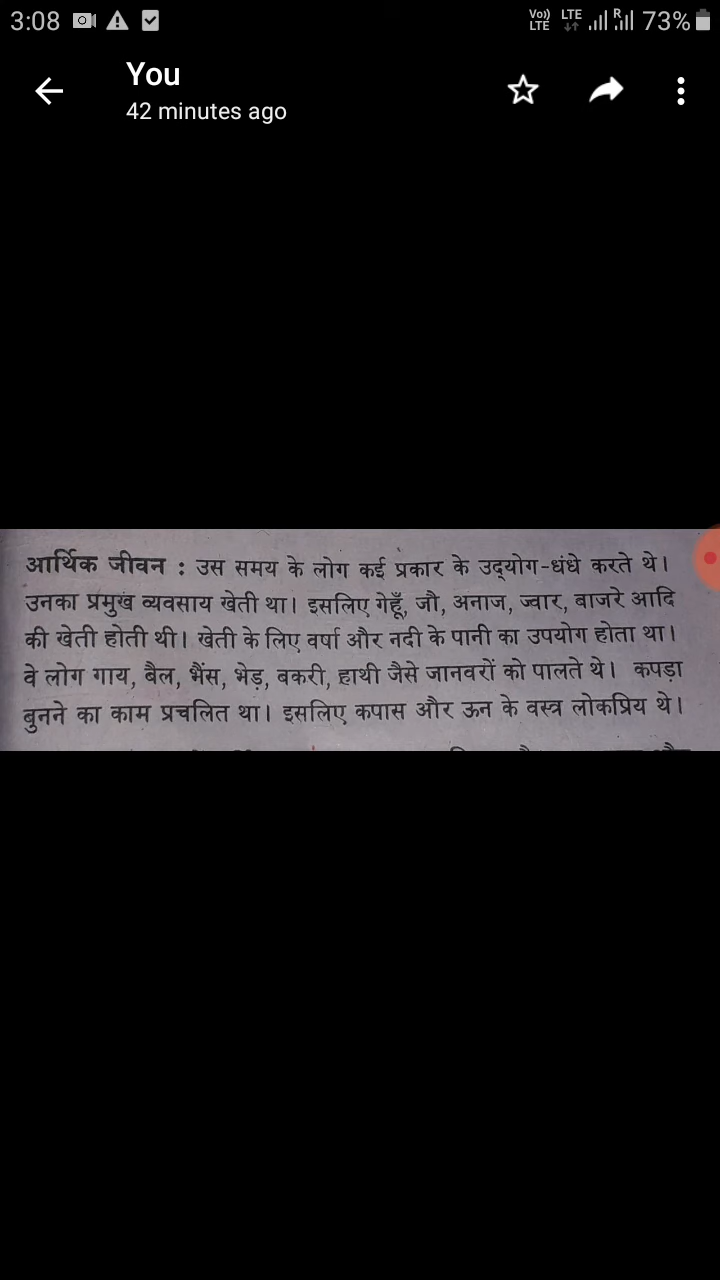 3:08 Vo)) LTE LTE R 73%
You
42 minutes ago
आर्थिक जीवन : उस समय के लोग कई प्रकार के उद्‌योग-धंधे करते थे।
उनका प्रमुख व्यवसाय खेती था। इसलिए गेहूँ, जौ, अनाज, ज्वार, बाजरे आदि
की खेती होती थी। खेती के लिए वर्षा और नदी के पानी का उपयोग होता था।
वे लोग गाय, बैल, भैंस, भेड़, बकरी, हाथी जैसे जानवरों को पालते थे। कपड़ा
बुनने का काम प्रचलित था। इसलिए कपास और ऊन के वस्त्र लोकप्रिय थे।